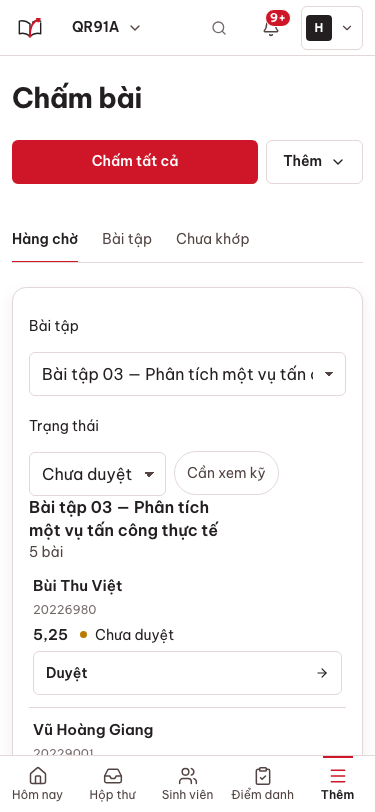 QR91A
9+
H
Chấm bài
Chấm tất cả
Thêm
Hàng chờ
Bài tập
Chưa khớp
Bài tập
Bài tập 03 — Phân tích một vụ tấn
Trạng thái
Chưa duyệt
Cần xem kỹ
Bài tập 03 — Phân tích
một vụ tấn công thực tế
5 bài
Bùi Thu Việt
20226980
5,25
Chưa duyệt
Duyệt
Vũ Hoàng Giang
20229001
Hôm nay
Hộp thư
Sinh viên
Điểm danh
Thêm